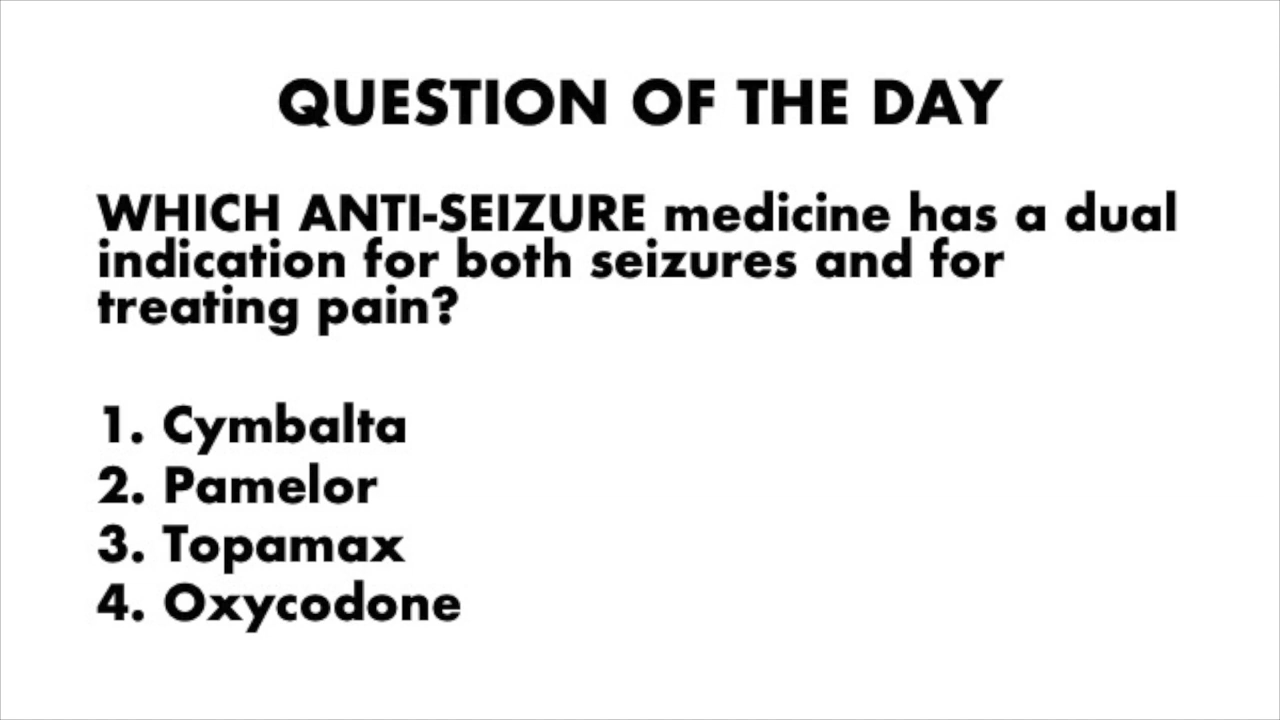 QUESTION OF THE DAY
WHICH ANTI-SEIZURE medicine has a dual
indication for both seizures and for
treating pain?
1. Cymbalta
2. Pamelor
3. Topamax
4. Oxycodone